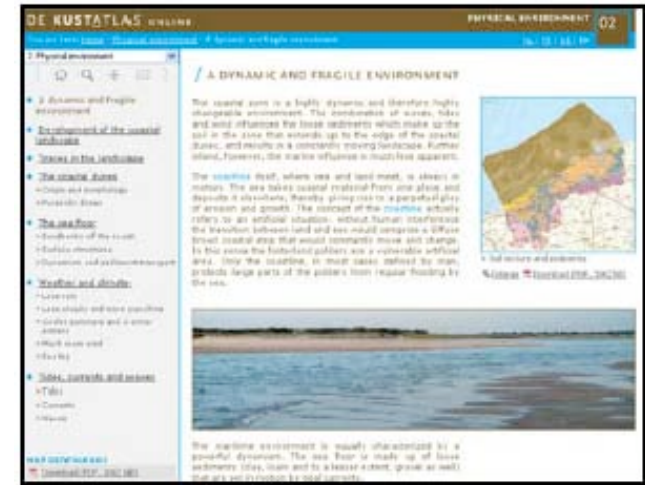 DE KUSTATLAS ONLINE
PHYSICAL ENVIRONMENT 02
2 Physical environment
A dynamic and fragile
environment
Development of the coastal
landscape
Traces in the landscape
The coastal dunes
Origin and morphology
The sea floor
Weather and climate
Tides, currents and waves
Tides
Currents
Waves
MAP DOWNLOAD
/ A DYNAMIC AND FRAGILE ENVIRONMENT
The coastal zone is a highly dynamic and therefore highly
changeable environment. The combination of waves, tides
and wind influences the loose sediments which make up the
soil in the zone that extends up to the edge of the coastal
dunes, and results in a constantly moving landscape. Further
inland, however, the marine influence is much less apparent.
The coastline itself, where sea and land meet, is always in
motion. The sea takes coastal material from one place and
deposits it elsewhere, thereby giving rise to a perpetual play
of erosion and growth. The concept of the coastline actually
refers to an artificial situation: without human interference
the transition between land and sea would comprise a diffuse
broad coastal area that would constantly move and change.
In this sense the hinterland polders are a vulnerable artificial
area. Only the coastline, in most cases defined by man,
protects large parts of the polders from regular flooding by
the sea.
The maritime environment is equally characterized by a
powerful dynamism. The sea floor is made up of loose
sediments (clay, loam and to a lesser extent, gravel as well)
that are set in motion by tidal currents.